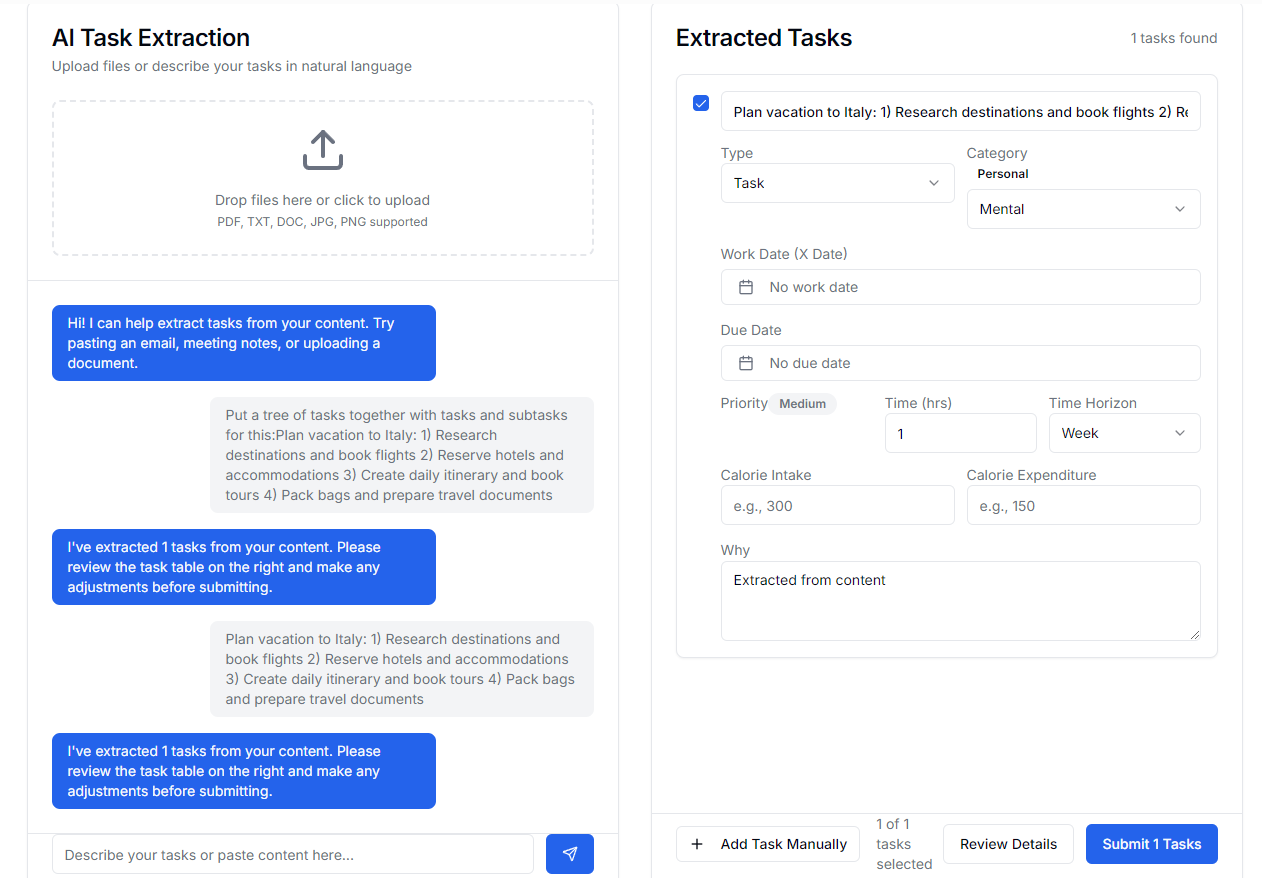 AI Task Extraction
Upload files or describe your tasks in natural language
Drop files here or click to upload
PDF, TXT, DOC, JPG, PNG supported
Hi! I can help extract tasks from your content. Try
pasting an email, meeting notes, or uploading a
document.
Put a tree of tasks together with tasks and subtasks
for this:Plan vacation to Italy: 1) Research
destinations and book flights 2) Reserve hotels and
accommodations 3) Create daily itinerary and book
tours 4) Pack bags and prepare travel documents
I've extracted 1 tasks from your content. Please
review the task table on the right and make any
adjustments before submitting.
Plan vacation to Italy: 1) Research destinations and
book flights 2) Reserve hotels and accommodations
3) Create daily itinerary and book tours 4) Pack bags
and prepare travel documents
I've extracted 1 tasks from your content. Please
review the task table on the right and make any
adjustments before submitting.
Describe your tasks or paste content here...
Extracted Tasks
1 tasks found
Plan vacation to Italy: 1) Research destinations and book flights 2) Re
Type
Task
Category
Personal
Mental
Work Date (X Date)
No work date
Due Date
No due date
Priority Medium
Time (hrs)
1
Time Horizon
Week
Calorie Intake
e.g., 300
Calorie Expenditure
e.g., 150
Why
Extracted from content
Add Task Manually
1 of 1
tasks
selected
Review Details
Submit 1 Tasks